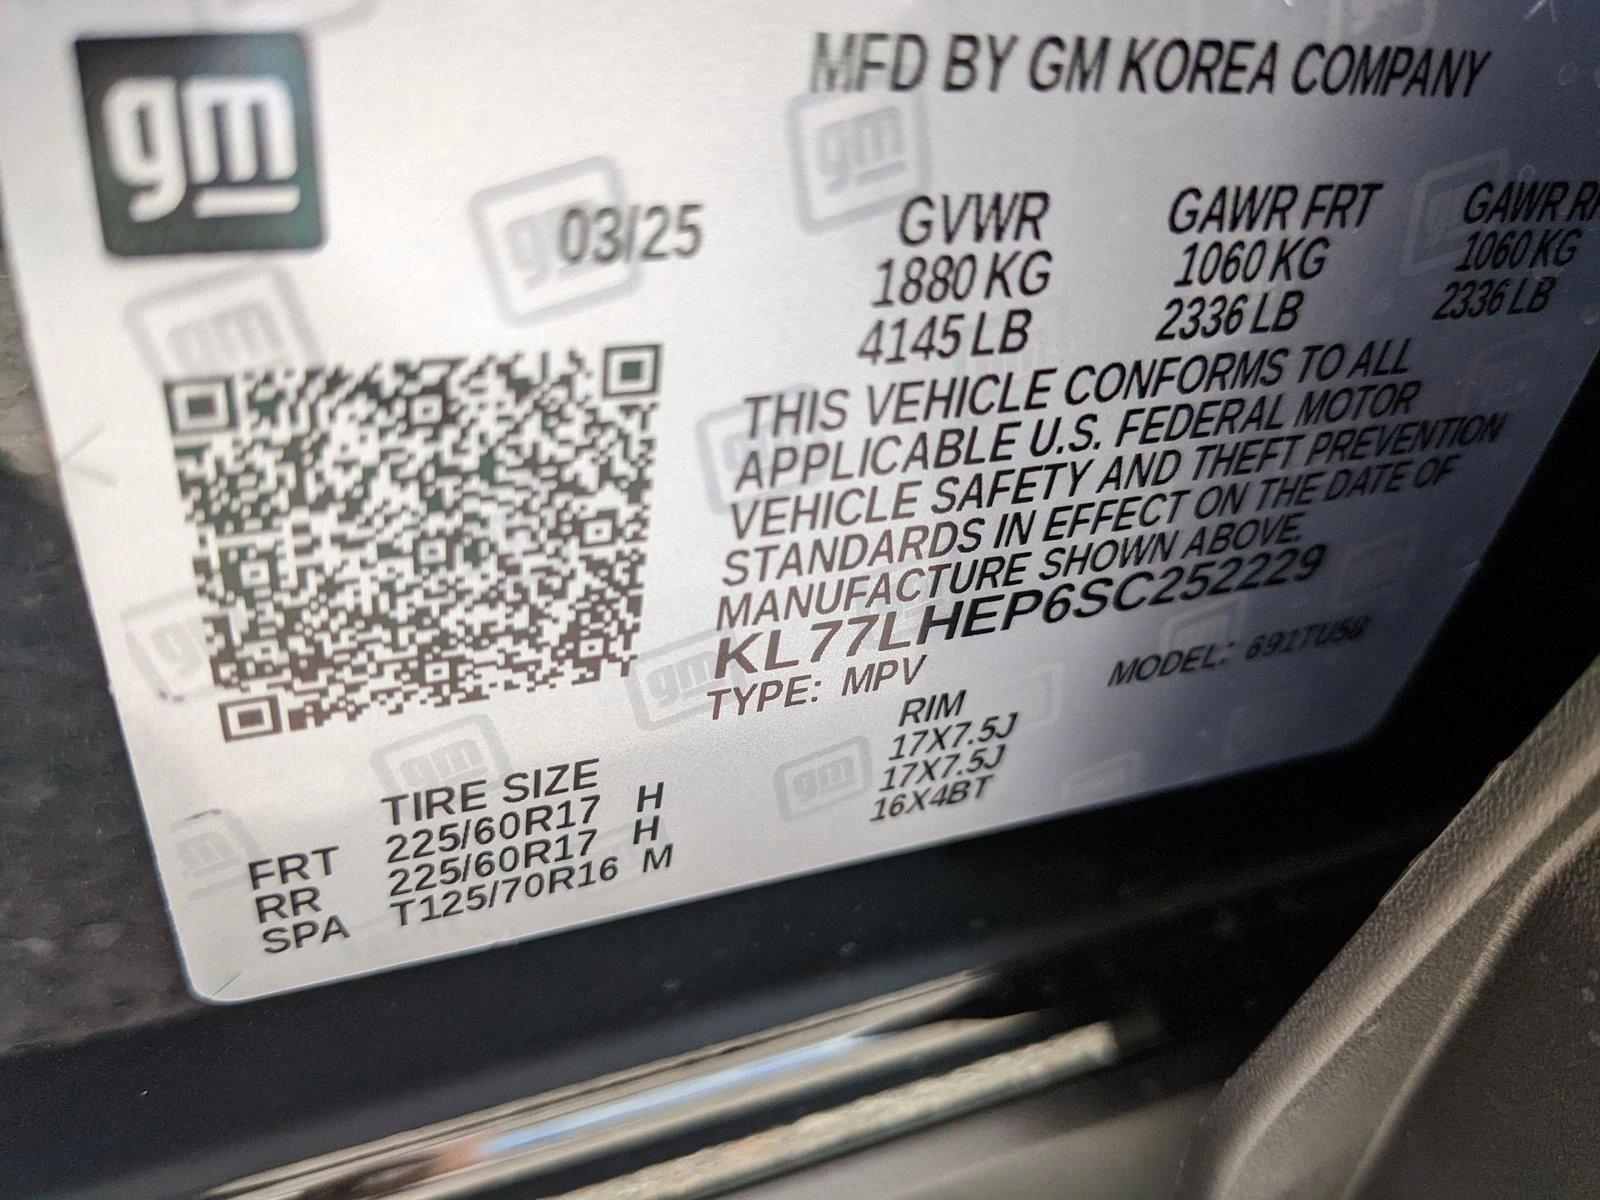 gm
MFD BY GM KOREA COMPANY
03/25
GVWR GAWR FRT GAWR
1880 KG 1060 KG 1060 KG
4145 LB 2336 LB 2336 LB
THIS VEHICLE CONFORMS TO ALL
APPLICABLE U.S. FEDERAL MOTOR
VEHICLE SAFETY AND THEFT PREVENTION
STANDARDS IN EFFECT ON THE DATE OF
MANUFACTURE SHOWN ABOVE.
KL77LHEP6SC252229
TYPE: MPV MODEL:
TIRE SIZE RIM
FRT 225/60R17 H 17X7.5J
RR 225/60R17 H 17X7.5J
SPA T125/70R16 M 16X4BT